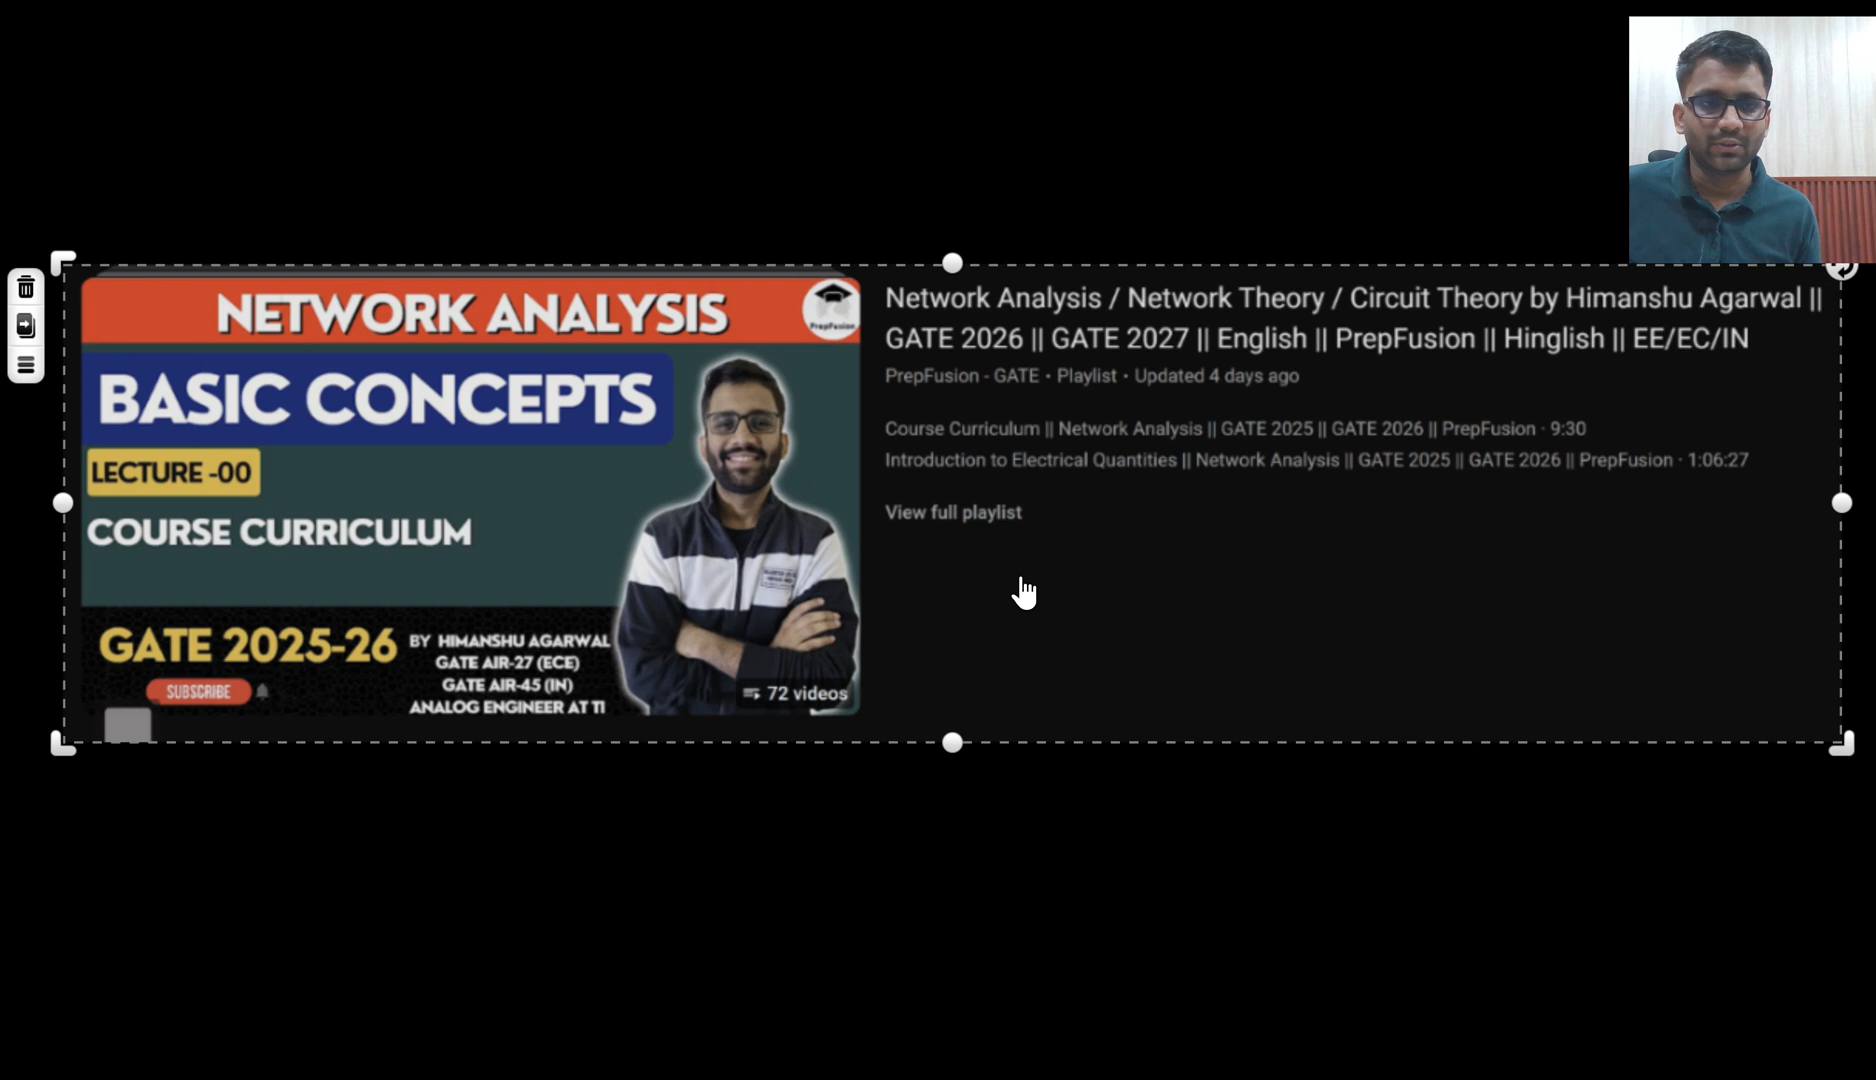 NETWORK ANALYSIS
PrepFusion
BASIC CONCEPTS
LECTURE -00
COURSE CURRICULUM
GATE 2025-26
BY HIMANSHU AGARWAL
GATE AIR-27 (ECE)
GATE AIR-45 (IN)
ANALOG ENGINEER AT TI
SUBSCRIBE
72 videos
Network Analysis / Network Theory / Circuit Theory by Himanshu Agarwal ||
GATE 2026 || GATE 2027 || English || PrepFusion || Hinglish || EE/EC/IN
PrepFusion - GATE • Playlist • Updated 4 days ago
Course Curriculum || Network Analysis || GATE 2025 || GATE 2026 || PrepFusion · 9:30
Introduction to Electrical Quantities || Network Analysis || GATE 2025 || GATE 2026 || PrepFusion · 1:06:27
View full playlist